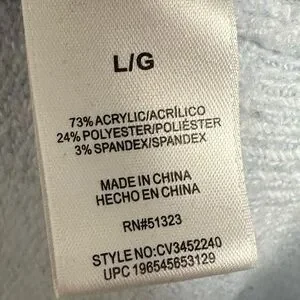 L/G
73% ACRYLIC/ACRÍLICO
24% POLYESTER/POLIÉSTER
3% SPANDEX/SPANDEX
MADE IN CHINA
HECHO EN CHINA
RN#51323
STYLE NO:CV3452240
UPC 196545653129